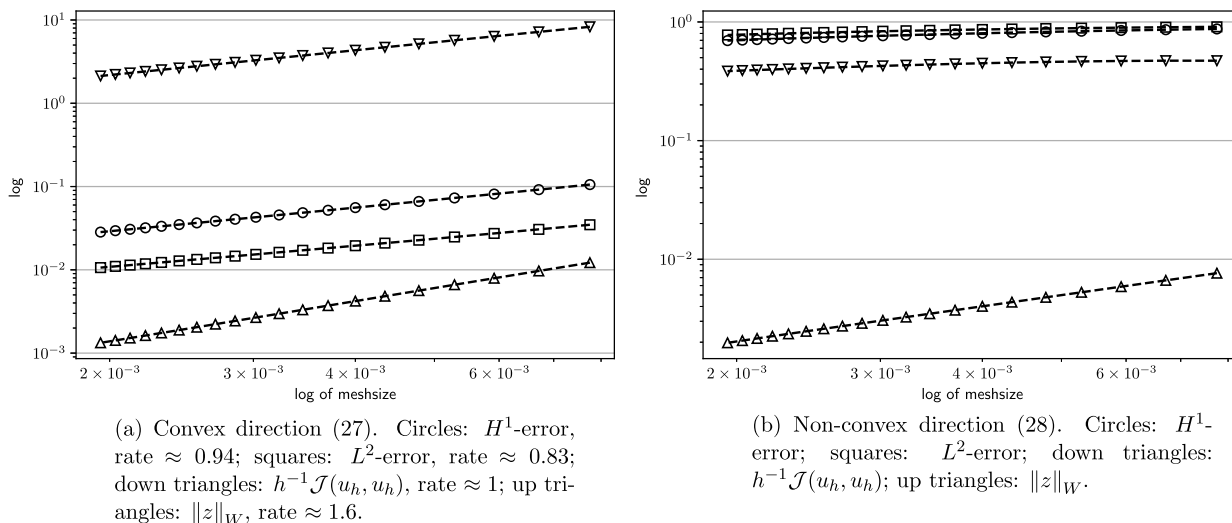 10^1
10^0
10^{-1}
10^{-2}
10^{-3}
log
2 × 10^{-3} 3 × 10^{-3} 4 × 10^{-3} 6 × 10^{-3}
log of meshsize
(a) Convex direction (27). Circles: H^1-error,
rate ≈ 0.94; squares: L^2-error, rate ≈ 0.83;
down triangles: h^{-1}𝒥(u_h, u_h), rate ≈ 1; up tri-
angles: ‖z‖_W, rate ≈ 1.6.
10^0
10^{-1}
10^{-2}
log
2 × 10^{-3} 3 × 10^{-3} 4 × 10^{-3} 6 × 10^{-3}
log of meshsize
(b) Non-convex direction (28). Circles: H^1-
error; squares: L^2-error; down triangles:
h^{-1}𝒥(u_h, u_h); up triangles: ‖z‖_W.